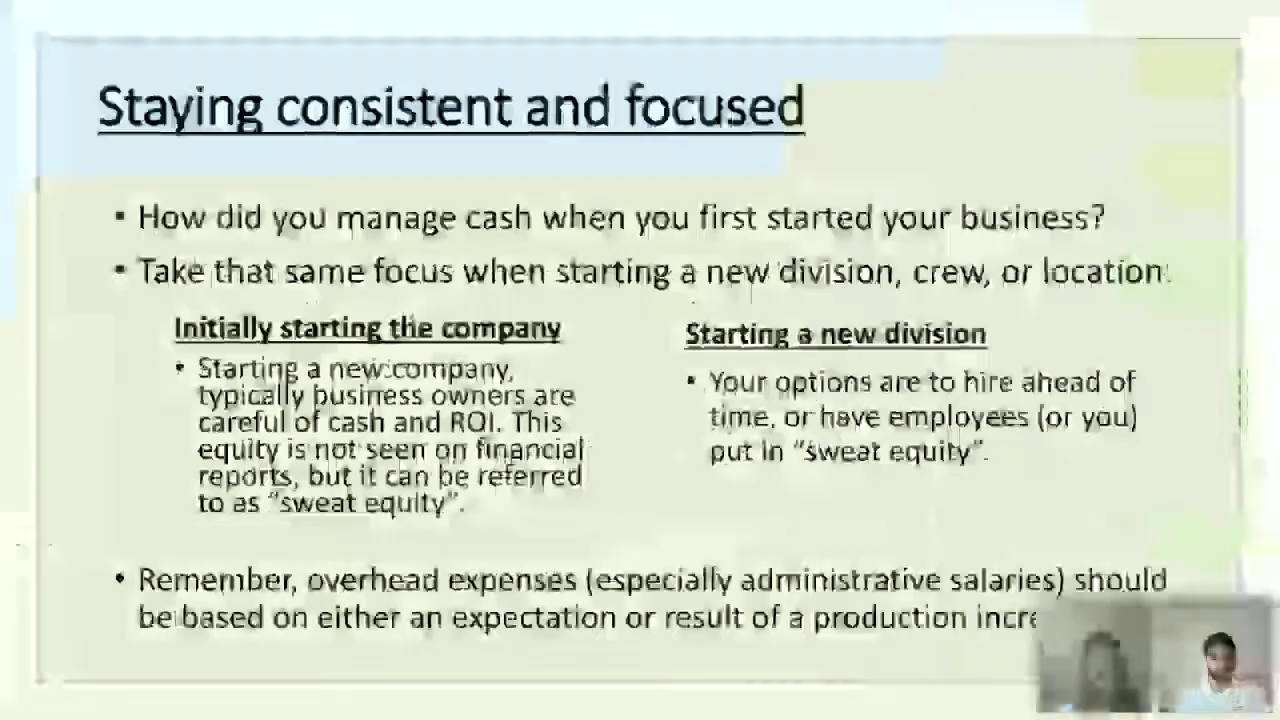 Staying consistent and focused
• How did you manage cash when you first started your business?
• Take that same focus when starting a new division, crew, or location.
Initially starting the company
• Starting a new company,
typically business owners are
careful of cash and ROI. This
equity is not seen on financial
reports, but it can be referred
to as “sweat equity”.
Starting a new division
• Your options are to hire ahead of
time, or have employees (or you)
put in “sweat equity”.
• Remember, overhead expenses (especially administrative salaries) should
be based on either an expectation or result of a production